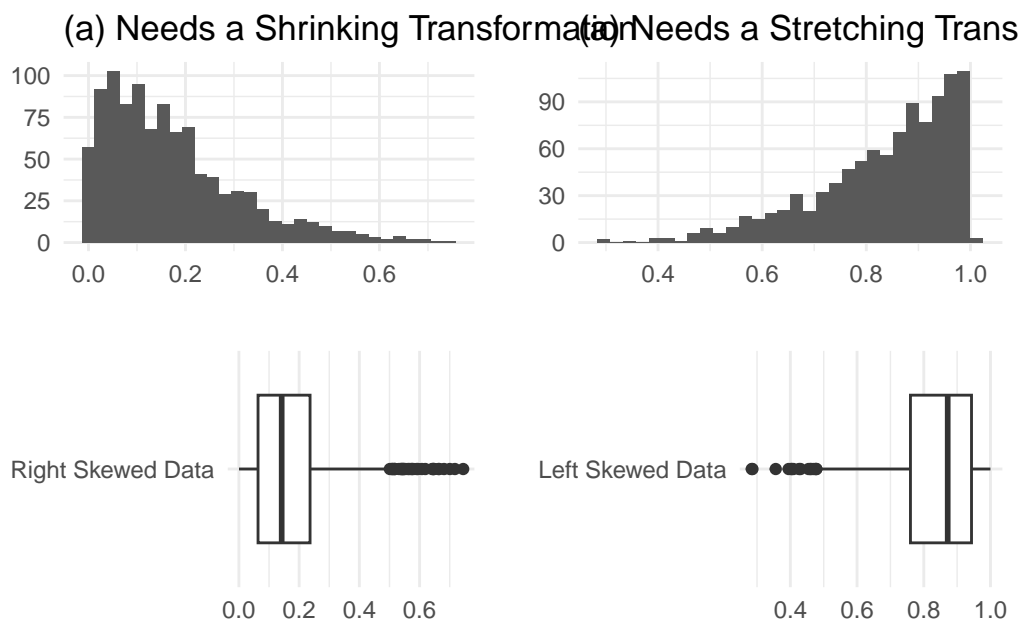 (a) Needs a Shrinking Transformation
(a) Needs a Stretching Trans
100
75
50
25
0
0.0 0.2 0.4 0.6
90
60
30
0
0.4 0.6 0.8 1.0
Right Skewed Data
0.0 0.2 0.4 0.6
Left Skewed Data
0.4 0.6 0.8 1.0